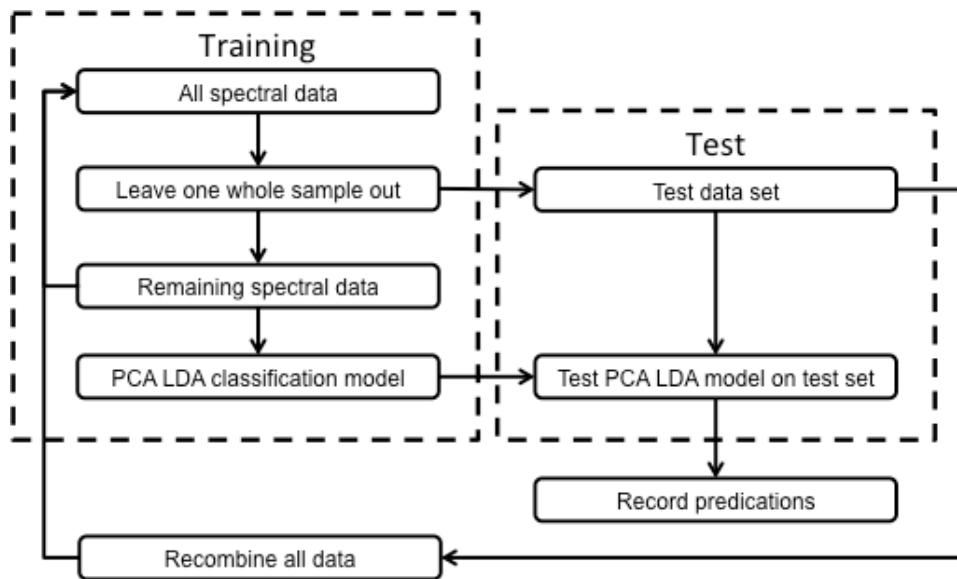 Training
All spectral data
Leave one whole sample out
Remaining spectral data
PCA LDA classification model
Test
Test data set
Test PCA LDA model on test set
Record predications
Recombine all data